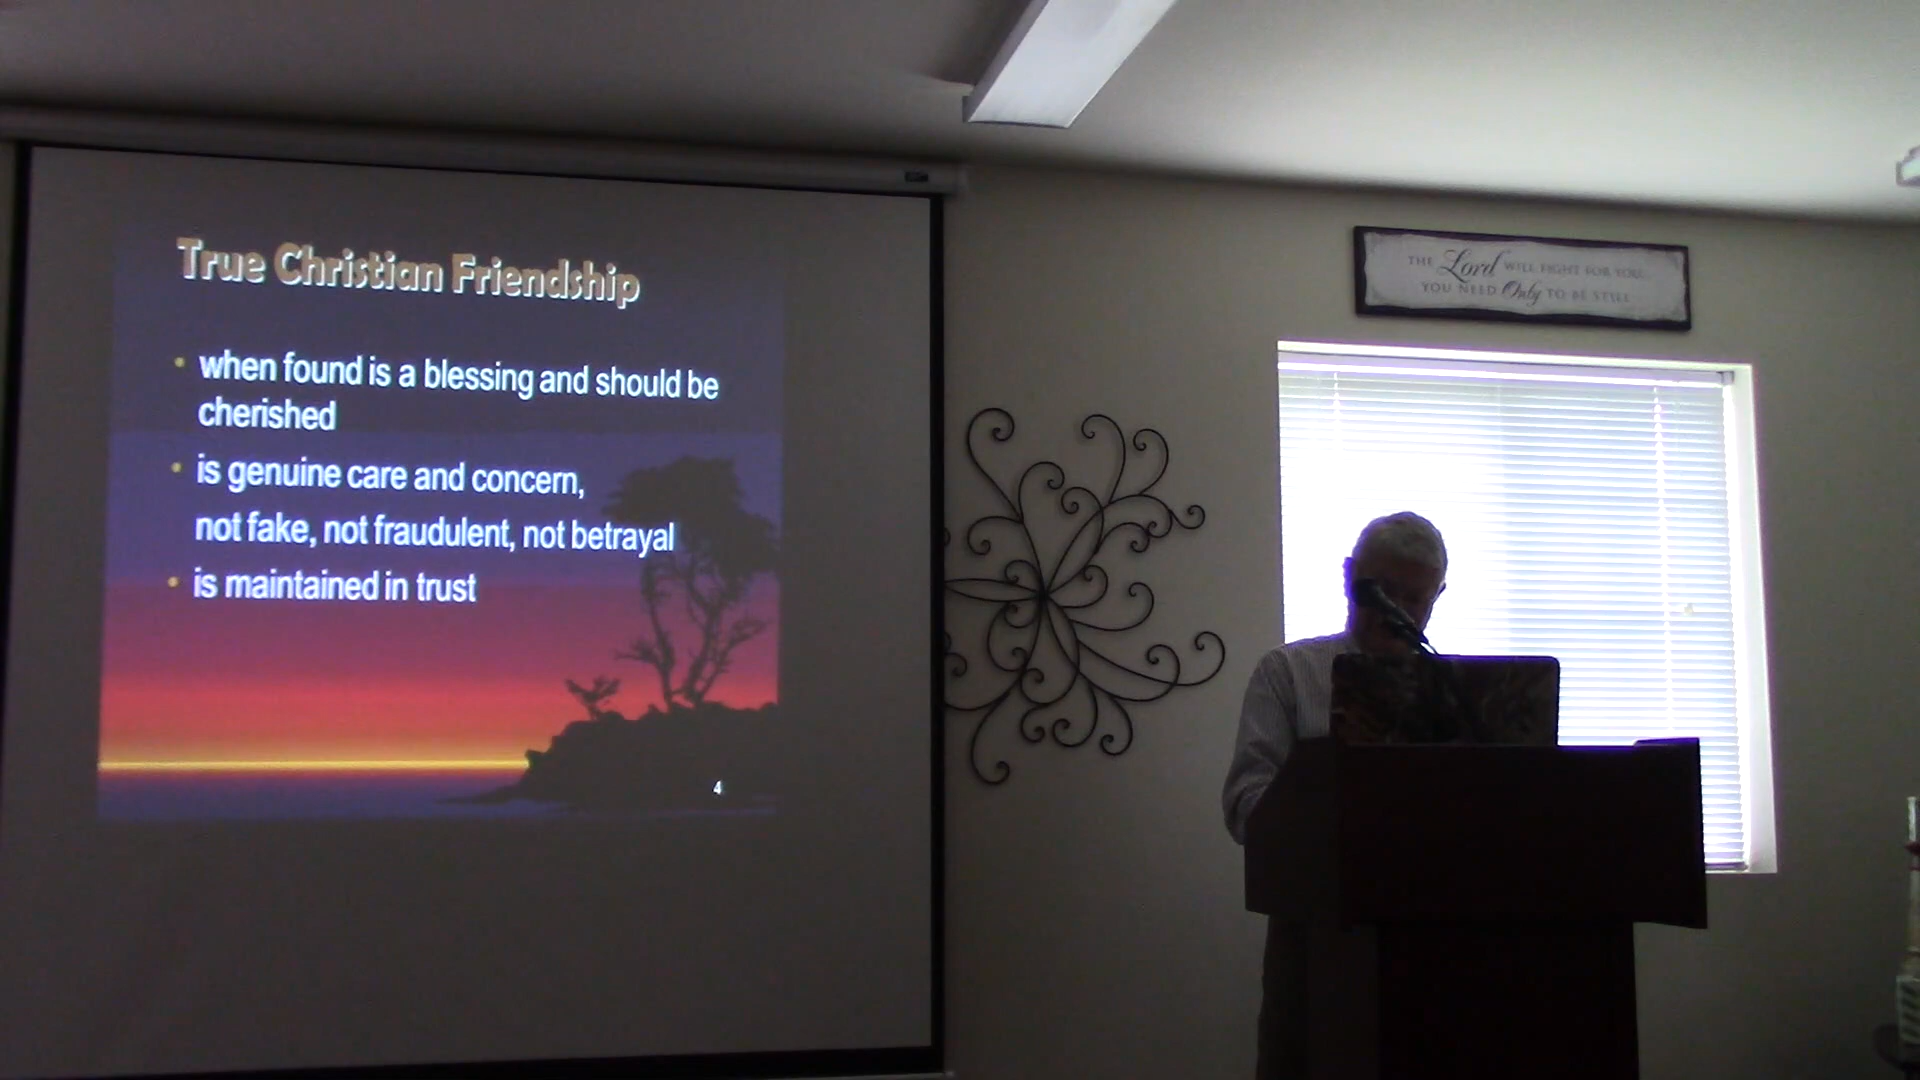 True Christian Friendship
• when found is a blessing and should be
cherished
• is genuine care and concern,
not fake, not fraudulent, not betrayal
• is maintained in trust
4
THE Lord WILL FIGHT FOR YOU
YOU NEED Only TO BE STILL